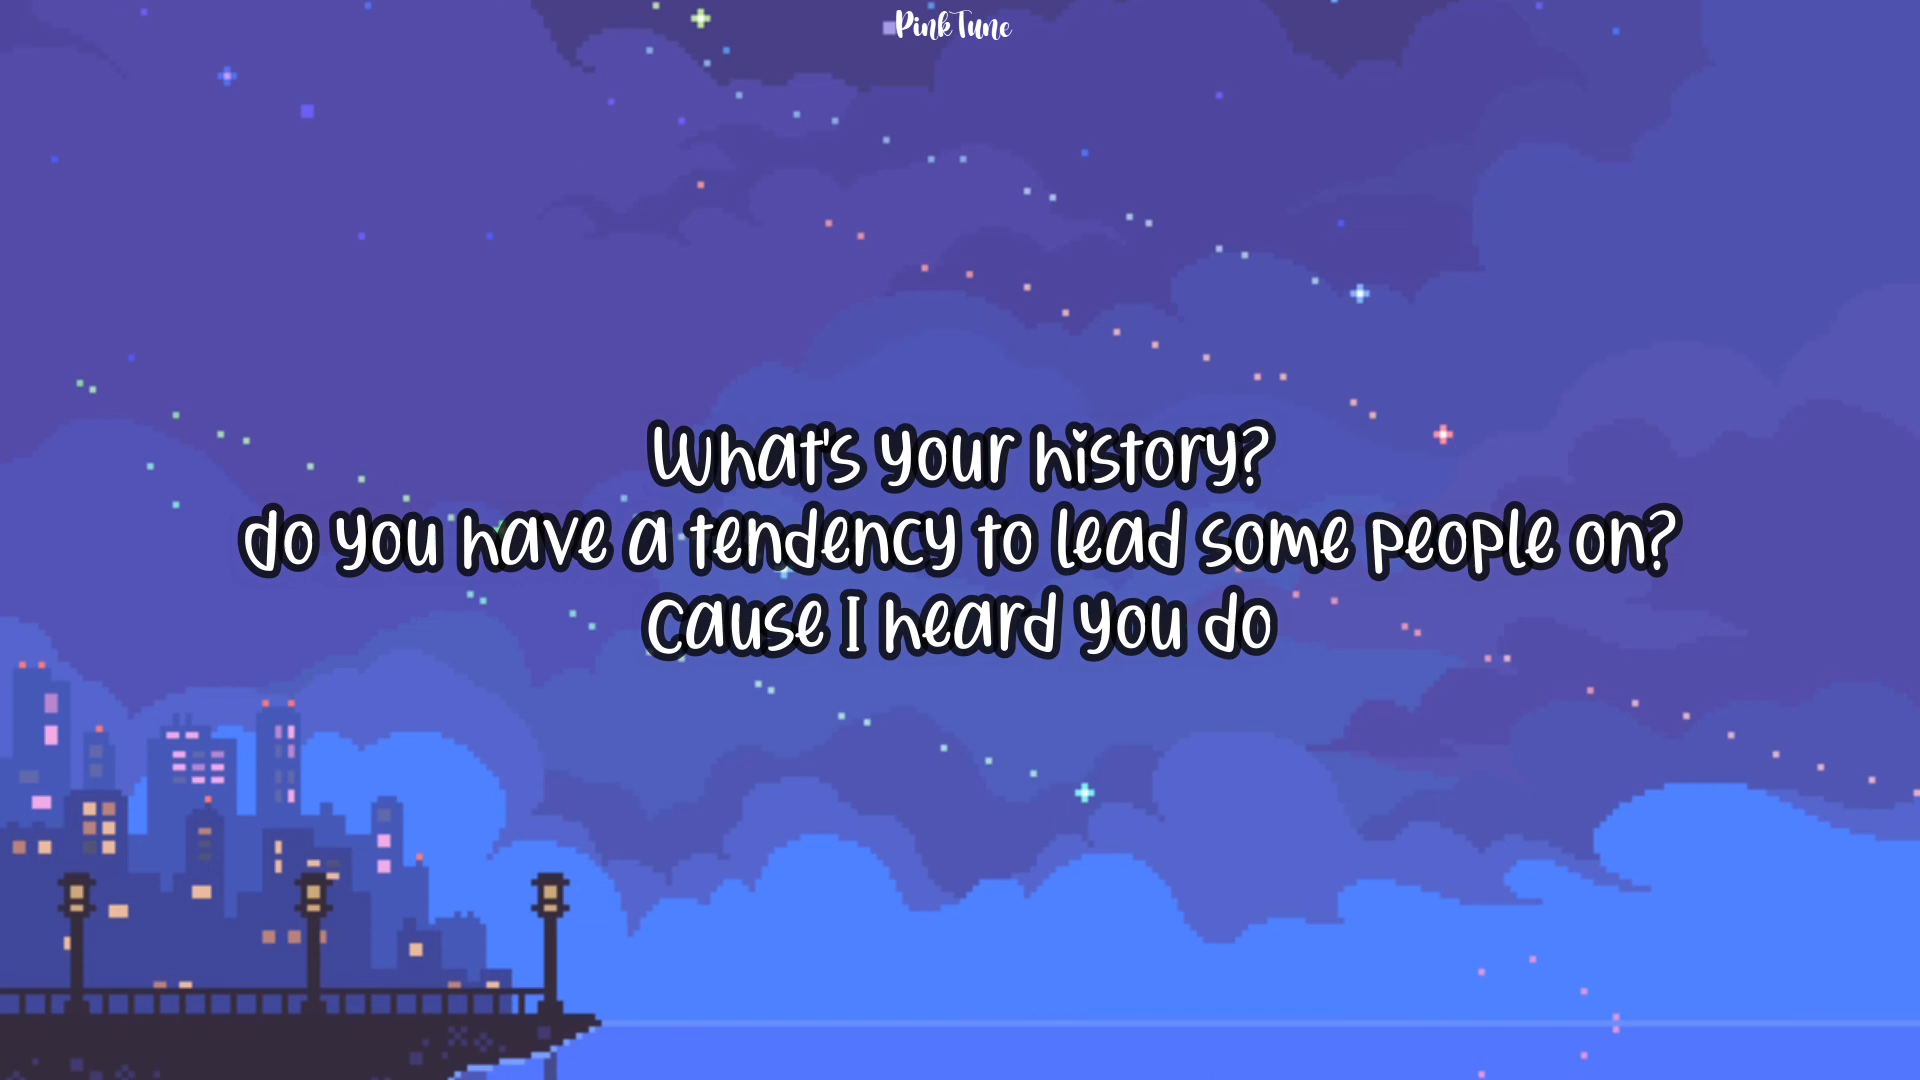 PinkTune
What's your history?
do you have a tendency to lead some people on?
cause I heard you do